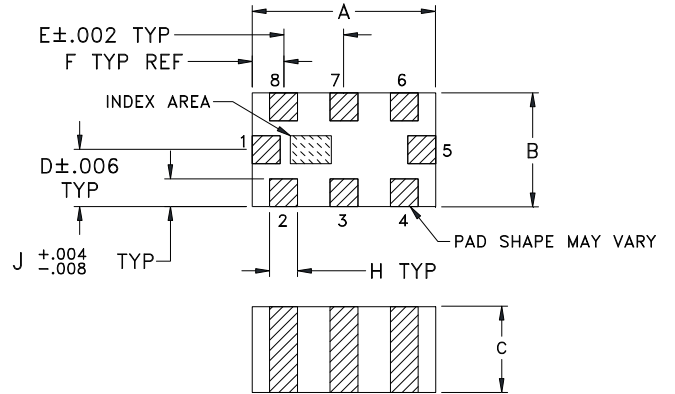 A
E±.002 TYP
F TYP REF
8 7 6
INDEX AREA
1
5
B
D±.006
TYP
2 3 4
PAD SHAPE MAY VARY
J +.004 -.008 TYP
H TYP
C